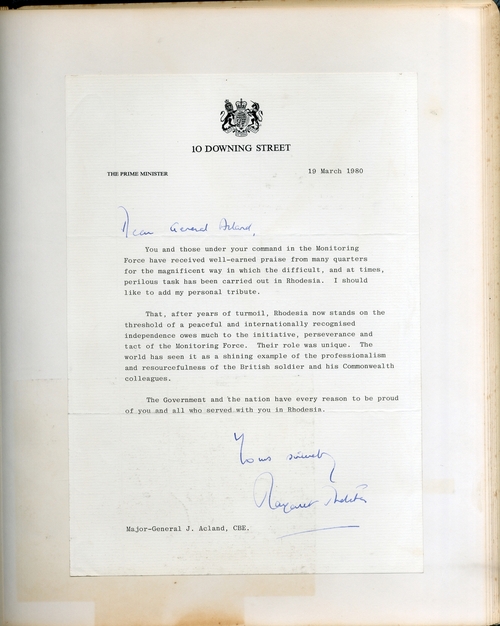 10 DOWNING STREET
THE PRIME MINISTER
19 March 1980
Dear General Acland,
You and those under your command in the Monitoring
Force have received well-earned praise from many quarters
for the magnificent way in which the difficult, and at times,
perilous task has been carried out in Rhodesia. I should
like to add my personal tribute.
That, after years of turmoil, Rhodesia now stands on the
threshold of a peaceful and internationally recognised
independence owes much to the initiative, perseverance and
tact of the Monitoring Force. Their role was unique. The
world has seen it as a shining example of the professionalism
and resourcefulness of the British soldier and his Commonwealth
colleagues.
The Government and the nation have every reason to be proud
of you and all who served with you in Rhodesia.
Yours sincerely
Margaret Thatcher
Major-General J. Acland, CBE.